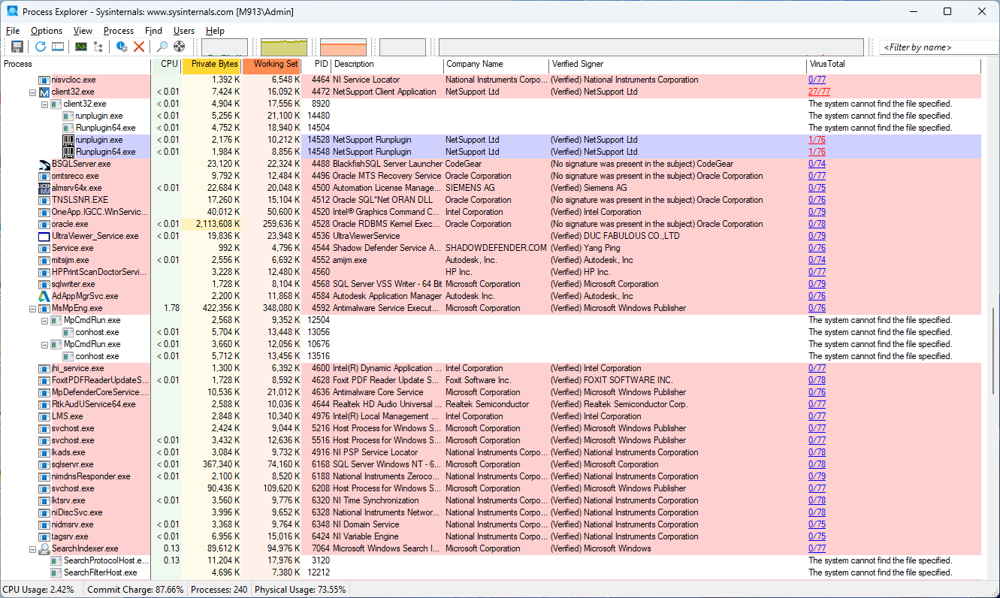 Process Explorer - Sysinternals: www.sysinternals.com [M913\Admin]
File Options View Process Find Users Help
<Filter by name>
Process CPU Private Bytes Working Set PID Description Company Name Verified Signer VirusTotal
nisvcloc.exe 1,392 K 6,548 K 4464 NI Service Locator National Instruments Corpo... (Verified) National Instruments Corporation 0/77
client32.exe < 0.01 7,424 K 16,092 K 4472 NetSupport Client Application NetSupport Ltd (Verified) NetSupport Ltd 27/77
client32.exe < 0.01 4,904 K 17,556 K 8920 The system cannot find the file specified.
runplugin.exe < 0.01 5,256 K 21,100 K 14480 The system cannot find the file specified.
Runplugin64.exe < 0.01 4,752 K 18,940 K 14504 The system cannot find the file specified.
runplugin.exe < 0.01 2,176 K 10,212 K 14528 NetSupport Runplugin NetSupport Ltd (Verified) NetSupport Ltd 1/76
Runplugin64.exe < 0.01 1,984 K 8,856 K 14548 NetSupport Runplugin NetSupport Ltd (Verified) NetSupport Ltd 1/76
BSQLServer.exe 23,120 K 22,324 K 4488 BlackfishSQL Server Launcher CodeGear (No signature was present in the subject) CodeGear 0/74
omtsreco.exe 9,792 K 12,484 K 4496 Oracle MTS Recovery Service Oracle Corporation (No signature was present in the subject) Oracle Corporation 0/77
almsrv64x.exe < 0.01 22,684 K 20,048 K 4500 Automation License Manage... SIEMENS AG (Verified) Siemens AG 0/75
TNSLSNR.EXE 17,260 K 15,104 K 4512 Oracle SQL*Net ORAN DLL Oracle Corporation (No signature was present in the subject) Oracle Corporation 0/76
OneApp.IGCC.WinServic... 40,012 K 50,600 K 4520 Intel® Graphics Command C... Intel Corporation (Verified) Intel Corporation 0/79
oracle.exe < 0.01 2,113,608 K 259,636 K 4528 Oracle RDBMS Kernel Exec... Oracle Corporation (No signature was present in the subject) Oracle Corporation 0/78
UltraViewer_Service.exe < 0.01 19,836 K 23,948 K 4536 UltraViewerService (Verified) DUC FABULOUS CO.,LTD 0/79
Service.exe 992 K 4,796 K 4544 Shadow Defender Service A... SHADOWDEFENDER.COM (Verified) Yang Ping 0/76
mitsijm.exe < 0.01 2,556 K 6,692 K 4552 amijm.exe Autodesk, Inc. (Verified) Autodesk, Inc 0/74
HPPrintScanDoctorServi... 3,228 K 12,480 K 4560 HP Inc. (Verified) HP Inc. 0/77
sqlwriter.exe 1,728 K 8,104 K 4568 SQL Server VSS Writer - 64 Bit Microsoft Corporation (Verified) Microsoft Corporation 0/79
AdAppMgrSvc.exe 2,200 K 11,868 K 4584 Autodesk Application Manager Autodesk Inc. (Verified) Autodesk, Inc 0/76
MsMpEng.exe 1.78 422,356 K 348,080 K 4592 Antimalware Service Execut... Microsoft Corporation (Verified) Microsoft Windows Publisher 0/76
MpCmdRun.exe 2,568 K 9,352 K 12504 The system cannot find the file specified.
conhost.exe < 0.01 5,704 K 13,448 K 13056 The system cannot find the file specified.
MpCmdRun.exe < 0.01 3,660 K 12,056 K 10676 The system cannot find the file specified.
conhost.exe < 0.01 5,712 K 13,456 K 13516 The system cannot find the file specified.
jhi_service.exe 1,300 K 6,392 K 4600 Intel(R) Dynamic Application ... Intel Corporation (Verified) Intel Corporation 0/77
FoxitPDFReaderUpdateS... < 0.01 1,728 K 8,592 K 4628 Foxit PDF Reader Update S... Foxit Software Inc. (Verified) FOXIT SOFTWARE INC. 0/78
MpDefenderCoreService.... 10,536 K 21,012 K 4636 Antimalware Core Service Microsoft Corporation (Verified) Microsoft Windows Publisher 0/76
RtkAudUService64.exe 2,588 K 10,036 K 4644 Realtek HD Audio Universal ... Realtek Semiconductor (Verified) Realtek Semiconductor Corp. 0/77
LMS.exe 2,848 K 10,340 K 4976 Intel(R) Local Management ... Intel Corporation (Verified) Intel Corporation 0/77
svchost.exe 2,424 K 9,044 K 5216 Host Process for Windows S... Microsoft Corporation (Verified) Microsoft Windows Publisher 0/77
svchost.exe < 0.01 3,432 K 12,636 K 5516 Host Process for Windows S... Microsoft Corporation (Verified) Microsoft Windows Publisher 0/77
lkads.exe < 0.01 3,084 K 9,732 K 4916 NI PSP Service Locator National Instruments Corpo... (Verified) National Instruments Corporation 0/78
sqlservr.exe < 0.01 367,340 K 74,160 K 6168 SQL Server Windows NT - 6... Microsoft Corporation (Verified) Microsoft Corporation 0/78
nimdnsResponder.exe < 0.01 2,100 K 8,520 K 6188 National Instruments Zeroco... National Instruments Corpo... (Verified) National Instruments Corporation 0/79
svchost.exe 90,436 K 109,620 K 6208 Host Process for Windows S... Microsoft Corporation (Verified) Microsoft Windows Publisher 0/77
lktsrv.exe < 0.01 3,560 K 9,776 K 6320 NI Time Synchronization National Instruments Corpo... (Verified) National Instruments Corporation 0/78
niDiscSvc.exe 3,996 K 9,652 K 6328 National Instruments Networ... National Instruments Corpo... (Verified) National Instruments Corporation 0/78
nidmsrv.exe < 0.01 3,368 K 9,764 K 6348 NI Domain Service National Instruments Corpo... (Verified) National Instruments Corporation 0/75
tagsrv.exe < 0.01 6,956 K 15,016 K 6424 NI Variable Engine National Instruments Corpo... (Verified) National Instruments Corporation 0/75
SearchIndexer.exe 0.13 89,612 K 94,976 K 7064 Microsoft Windows Search I... Microsoft Corporation (Verified) Microsoft Windows 0/77
SearchProtocolHost.e... 0.13 11,204 K 17,976 K 3120 The system cannot find the file specified.
SearchFilterHost.exe 4,696 K 7,380 K 12212 The system cannot find the file specified.
CPU Usage: 2.42% Commit Charge: 87.66% Processes: 240 Physical Usage: 73.55%